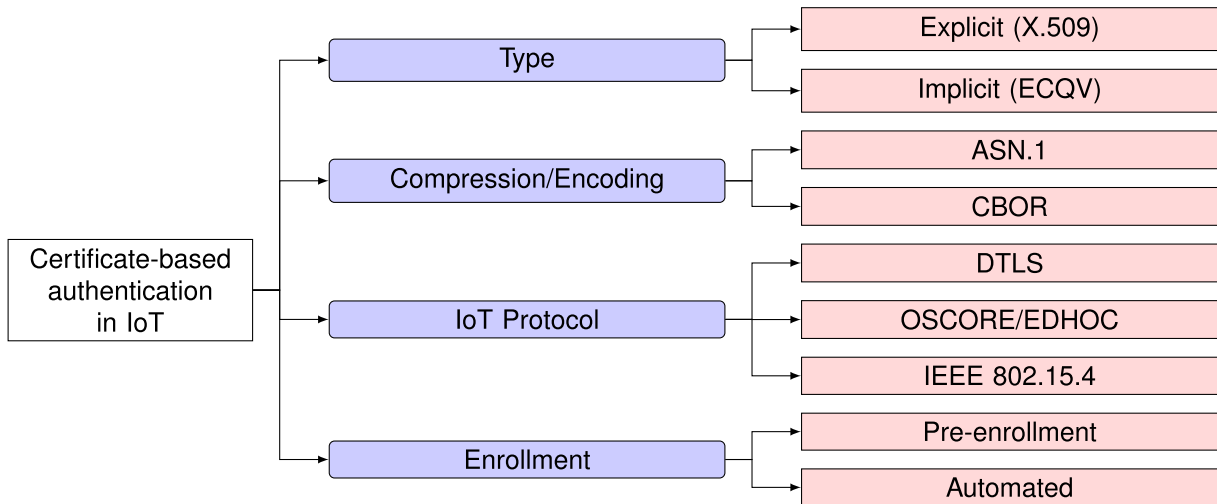 Certificate-based
authentication
in IoT
Type
Explicit (X.509)
Implicit (ECQV)
Compression/Encoding
ASN.1
CBOR
IoT Protocol
DTLS
OSCORE/EDHOC
IEEE 802.15.4
Enrollment
Pre-enrollment
Automated